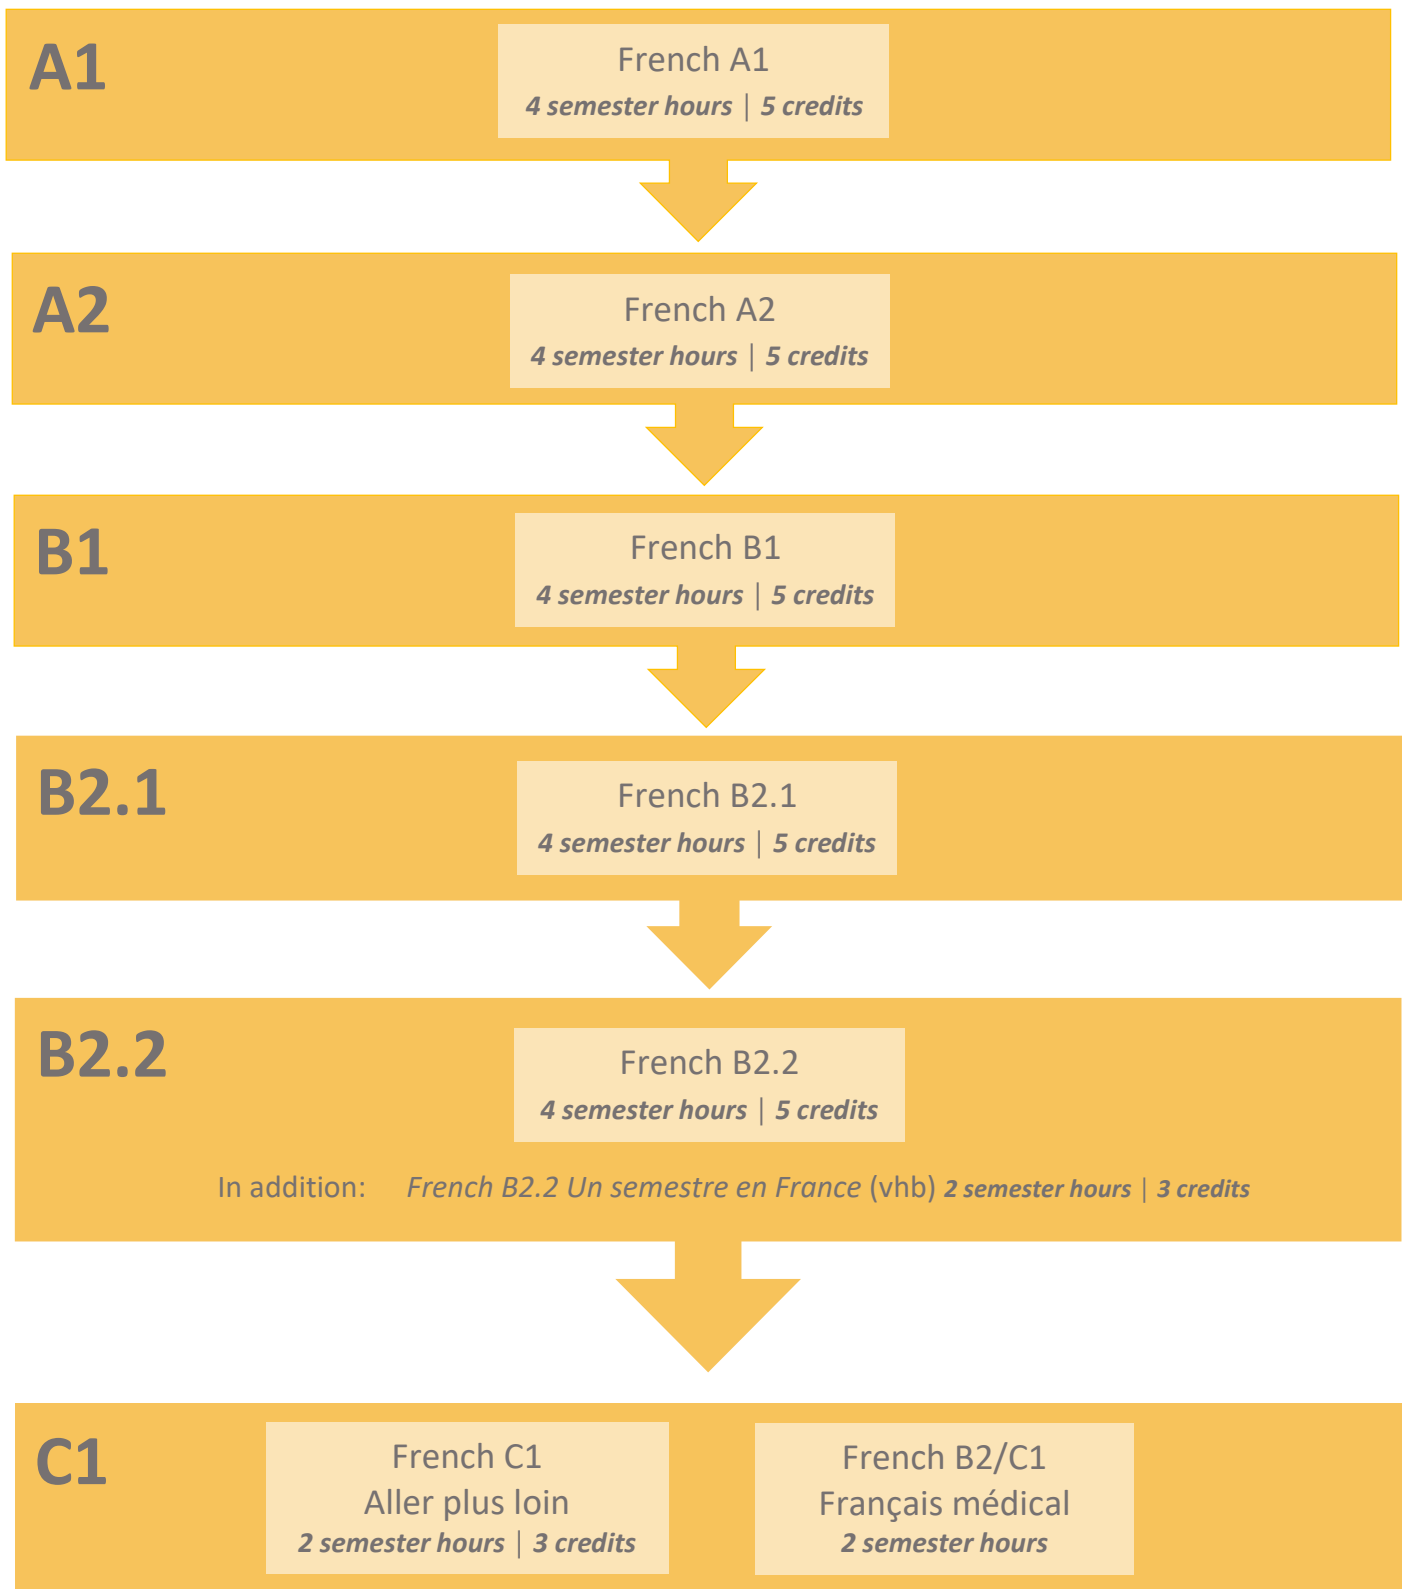 A1
French A1
4 semester hours | 5 credits
A2
French A2
4 semester hours | 5 credits
B1
French B1
4 semester hours | 5 credits
B2.1
French B2.1
4 semester hours | 5 credits
B2.2
French B2.2
4 semester hours | 5 credits
In addition: French B2.2 Un semestre en France (vhb) 2 semester hours | 3 credits
C1
French C1
Aller plus loin
2 semester hours | 3 credits
French B2/C1
Français médical
2 semester hours